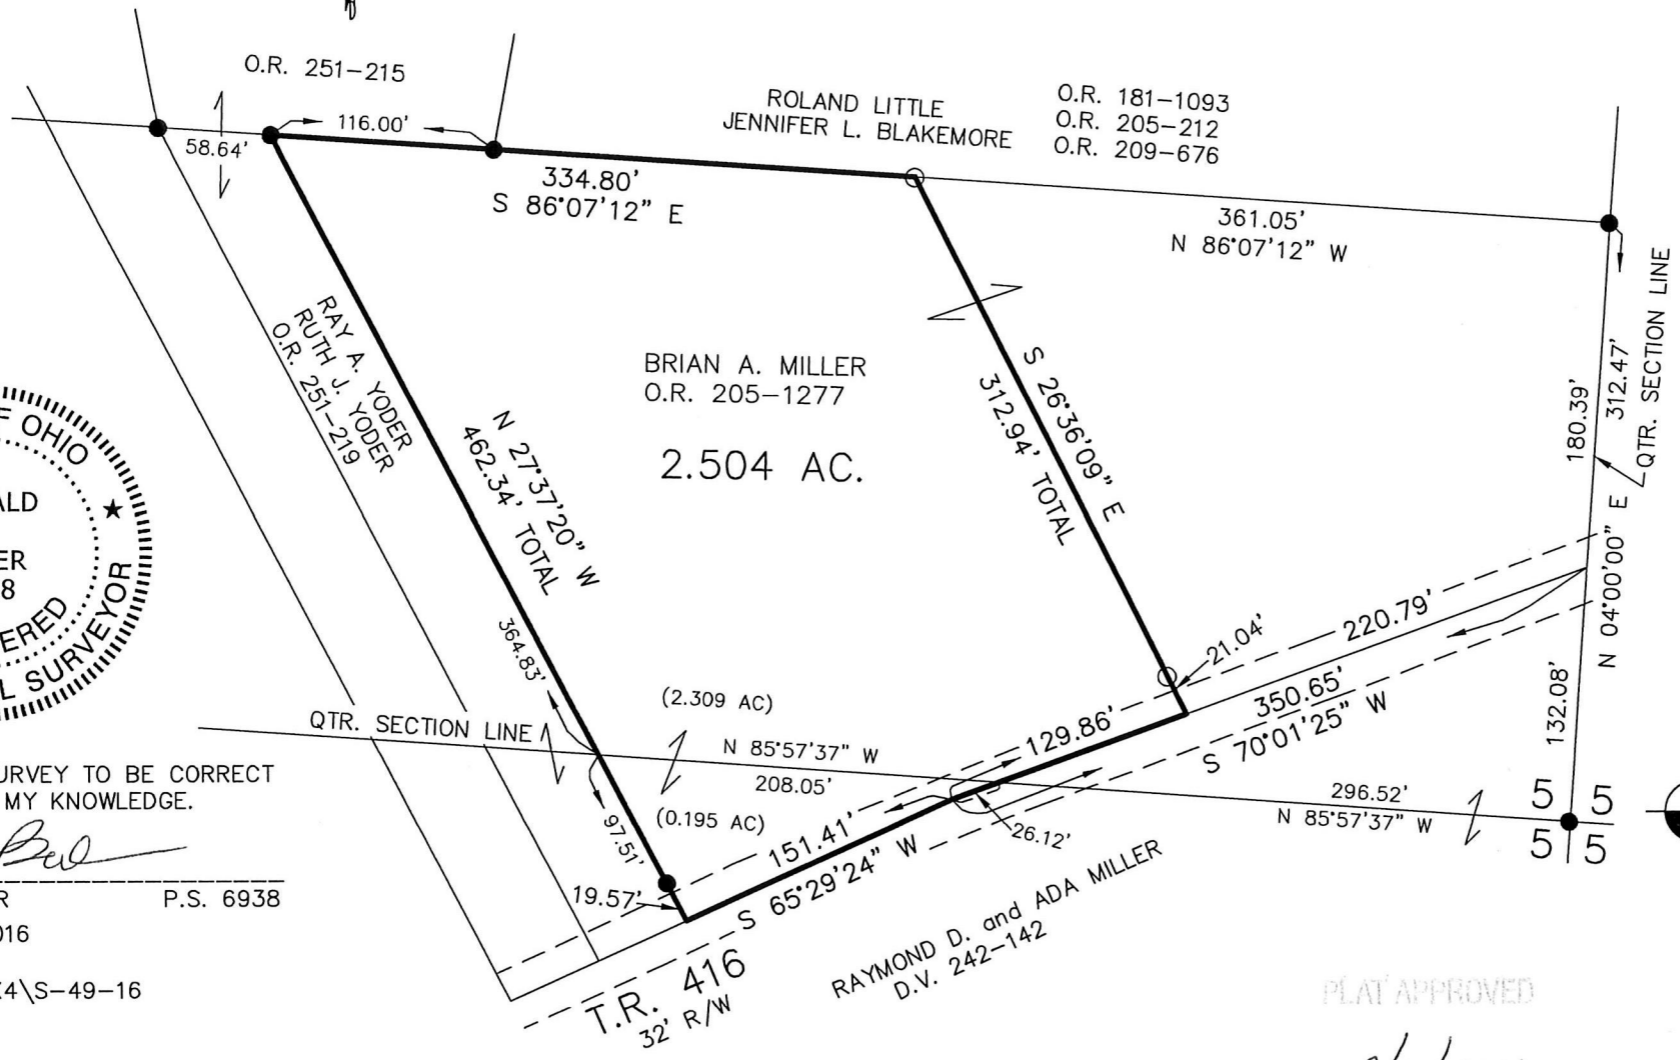 O.R. 251-215
ROLAND LITTLE
JENNIFER L. BLAKEMORE
O.R. 181-1093
O.R. 205-212
O.R. 209-676
58.64'
116.00'
334.80'
S 86°07'12" E
361.05'
N 86°07'12" W
RAY A. YODER
RUTH J. YODER
O.R. 251-219
N 27°37'20" W
462.34' TOTAL
BRIAN A. MILLER
O.R. 205-1277
2.504 AC.
S 26°36'09" E
312.94' TOTAL
180.39'
312.47'
QTR. SECTION LINE
N 04°00'00" E
132.08'
364.83'
97.51'
19.57'
(2.309 AC)
QTR. SECTION LINE
N 85°57'37" W
208.05'
(0.195 AC)
21.04'
220.79'
129.86'
350.65'
S 70°01'25" W
151.41'
26.12'
S 65°29'24" W
296.52'
N 85°57'37" W
5 5
5 5
RAYMOND D. and ADA MILLER
D.V. 242-142
T.R. 416
32' R/W
F OHIO
ALD
★
ER
8
ERED
L SURVEYOR
URVEY TO BE CORRECT
MY KNOWLEDGE.
R P.S. 6938
016
4\S-49-16
PLAT APPROVED